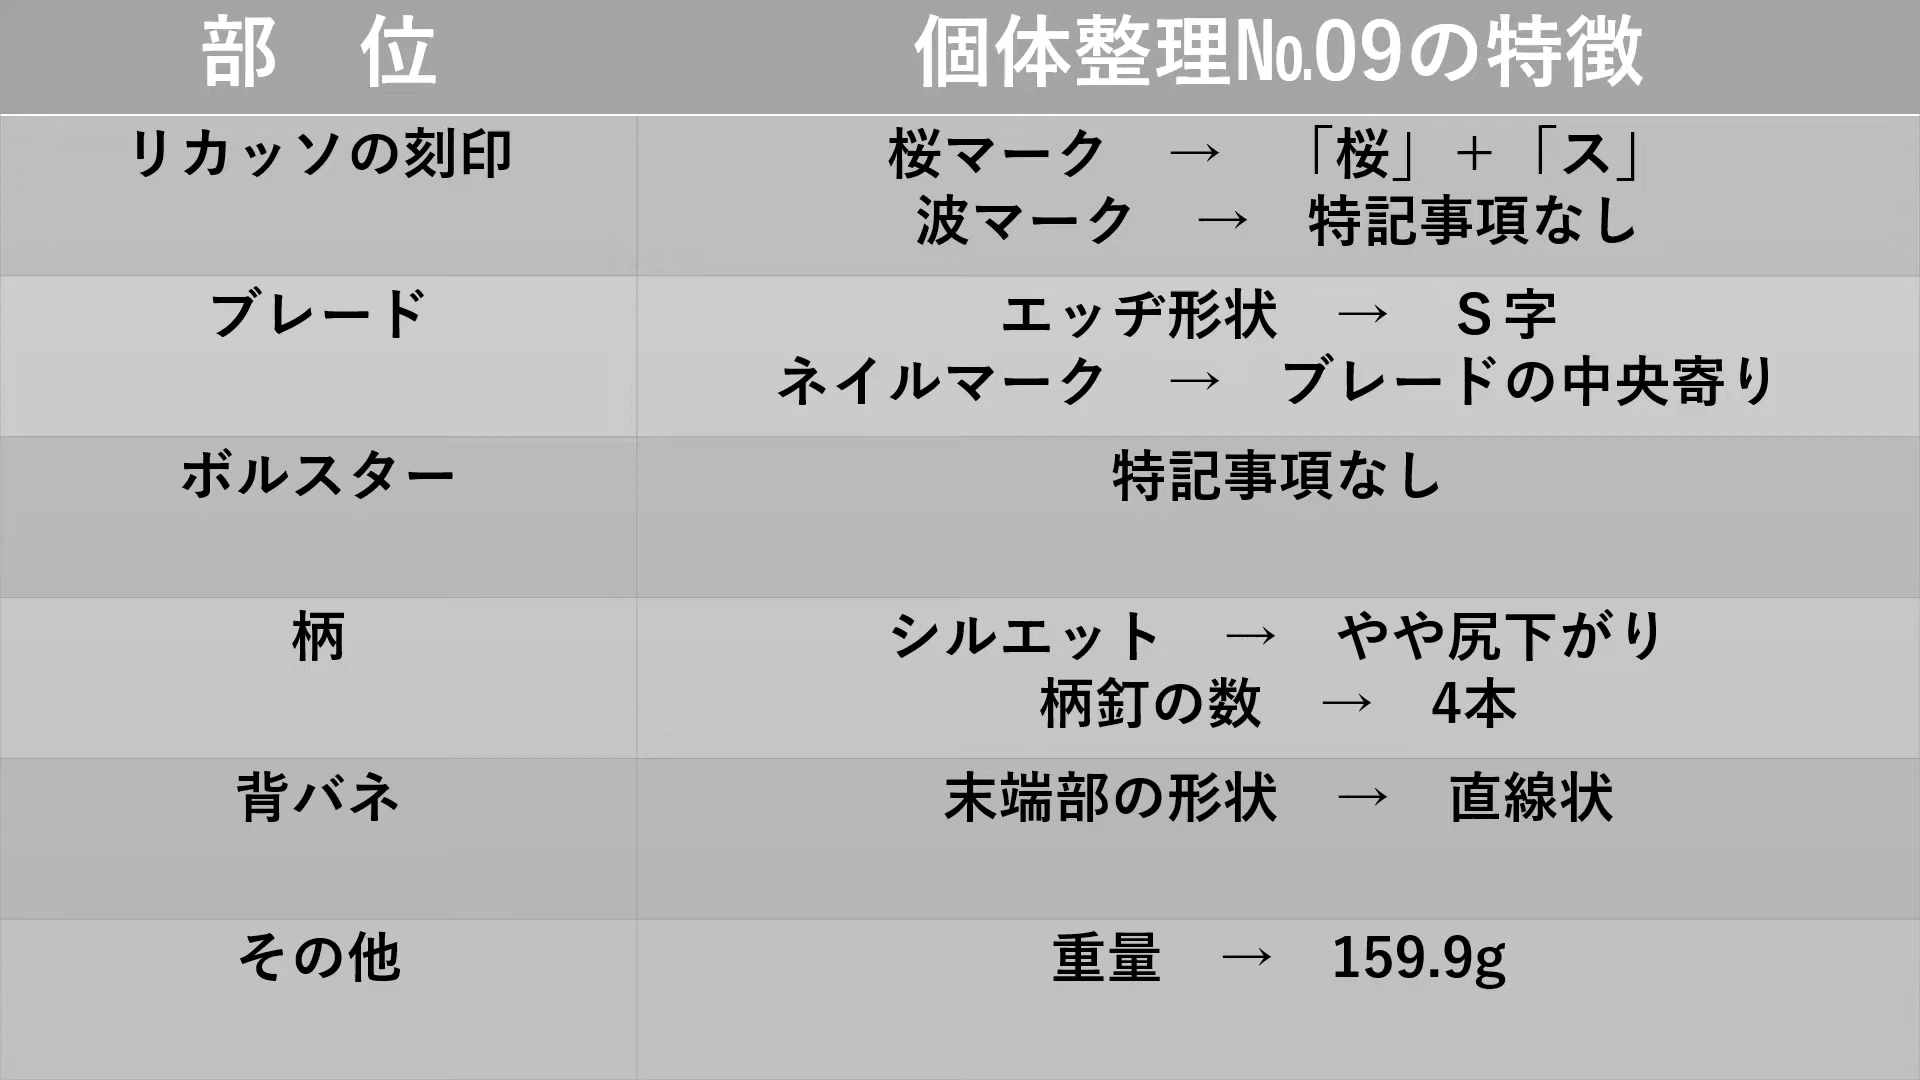 部　位
個体整理№09の特徴
リカッソの刻印
桜マーク　→　「桜」＋「ス」
波マーク　→　特記事項なし
ブレード
エッヂ形状　→　Ｓ字
ネイルマーク　→　ブレードの中央寄り
ボルスター
特記事項なし
柄
シルエット　→　やや尻下がり
柄釘の数　→　4本
背バネ
末端部の形状　→　直線状
その他
重量　→　159.9g